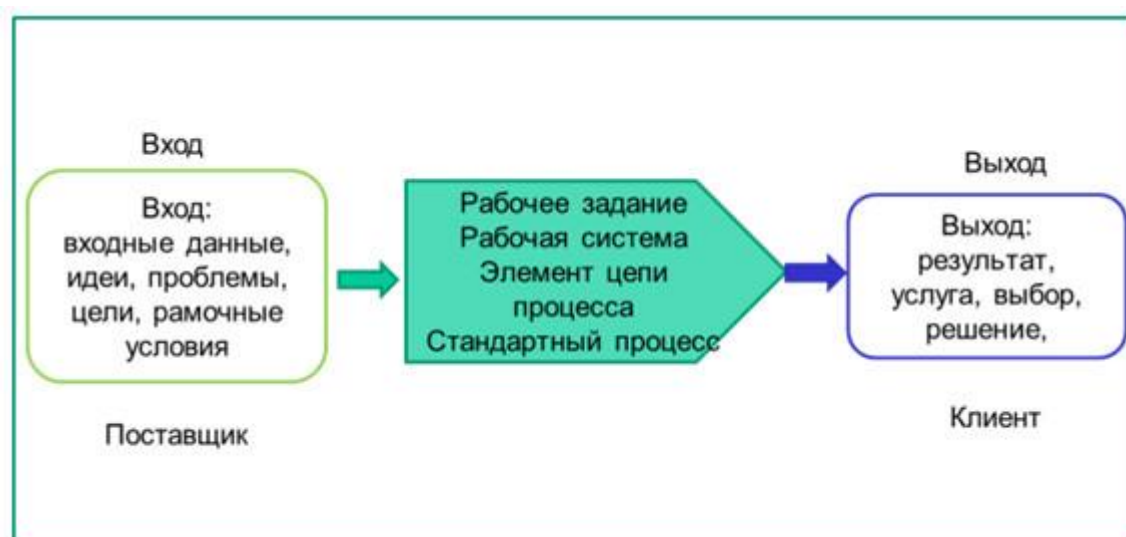 Вход
Вход:
входные данные,
идеи, проблемы,
цели, рамочные
условия
Поставщик
Рабочее задание
Рабочая система
Элемент цепи
процесса
Стандартный процесс
Выход
Выход:
результат,
услуга, выбор,
решение,
Клиент